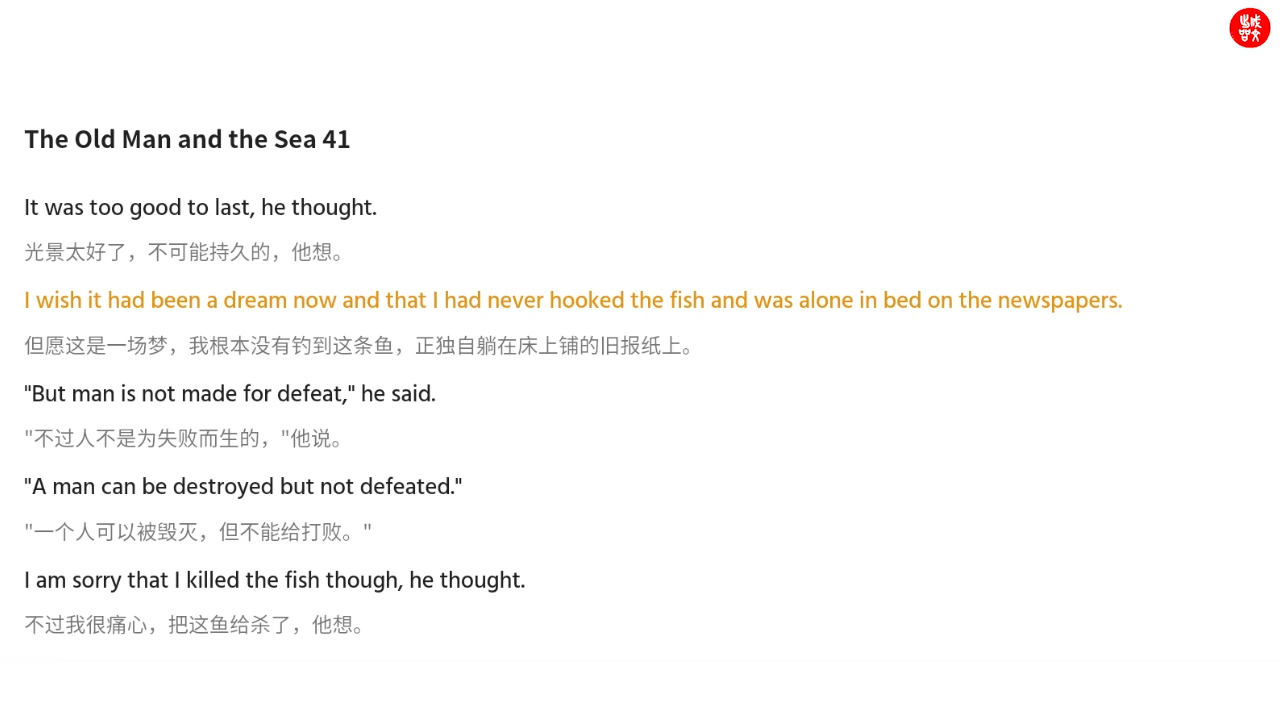 The Old Man and the Sea 41
It was too good to last, he thought.
光景太好了，不可能持久的，他想。
I wish it had been a dream now and that I had never hooked the fish and was alone in bed on the newspapers.
但愿这是一场梦，我根本没有钓到这条鱼，正独自躺在床上铺的旧报纸上。
"But man is not made for defeat," he said.
"不过人不是为失败而生的，"他说。
"A man can be destroyed but not defeated."
"一个人可以被毁灭，但不能给打败。"
I am sorry that I killed the fish though, he thought.
不过我很痛心，把这鱼给杀了，他想。